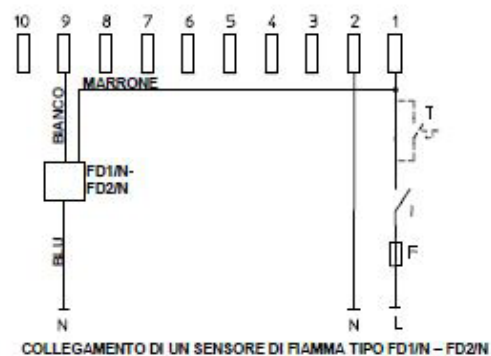 10 9 8 7 6 5 4 3 2 1
MARRONE
BIANCO
T
FD1/N-
FD2/N
I
F
BLU
N N L
COLLEGAMENTO DI UN SENSORE DI FIAMMA TIPO FD1/N – FD2/N